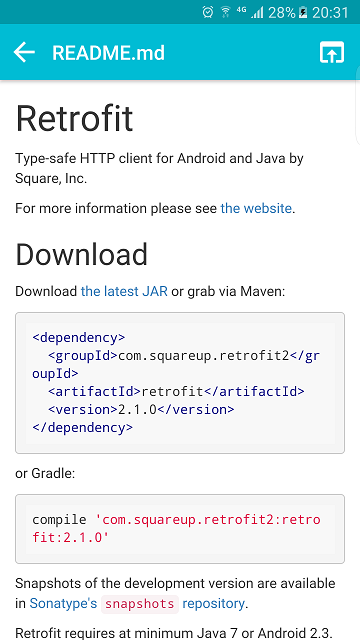 4G 28% 20:31
README.md
Retrofit
Type-safe HTTP client for Android and Java by
Square, Inc.
For more information please see the website.
Download
Download the latest JAR or grab via Maven:
<dependency>
  <groupId>com.squareup.retrofit2</gr
oupId>
  <artifactId>retrofit</artifactId>
  <version>2.1.0</version>
</dependency>
or Gradle:
compile 'com.squareup.retrofit2:retro
fit:2.1.0'
Snapshots of the development version are available
in Sonatype's snapshots repository.
Retrofit requires at minimum Java 7 or Android 2.3.